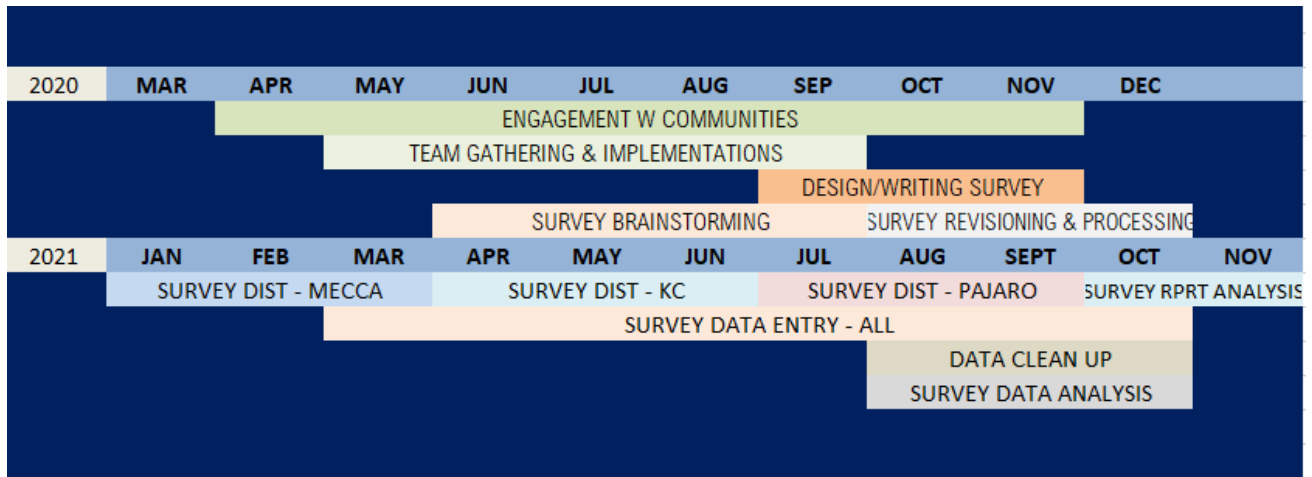 2020 MAR APR MAY JUN JUL AUG SEP OCT NOV DEC
ENGAGEMENT W COMMUNITIES
TEAM GATHERING & IMPLEMENTATIONS
DESIGN/WRITING SURVEY
SURVEY BRAINSTORMING SURVEY REVISIONING & PROCESSING
2021 JAN FEB MAR APR MAY JUN JUL AUG SEPT OCT NOV
SURVEY DIST - MECCA SURVEY DIST - KC SURVEY DIST - PAJARO SURVEY RPRT ANALYSIS
SURVEY DATA ENTRY - ALL
DATA CLEAN UP
SURVEY DATA ANALYSIS